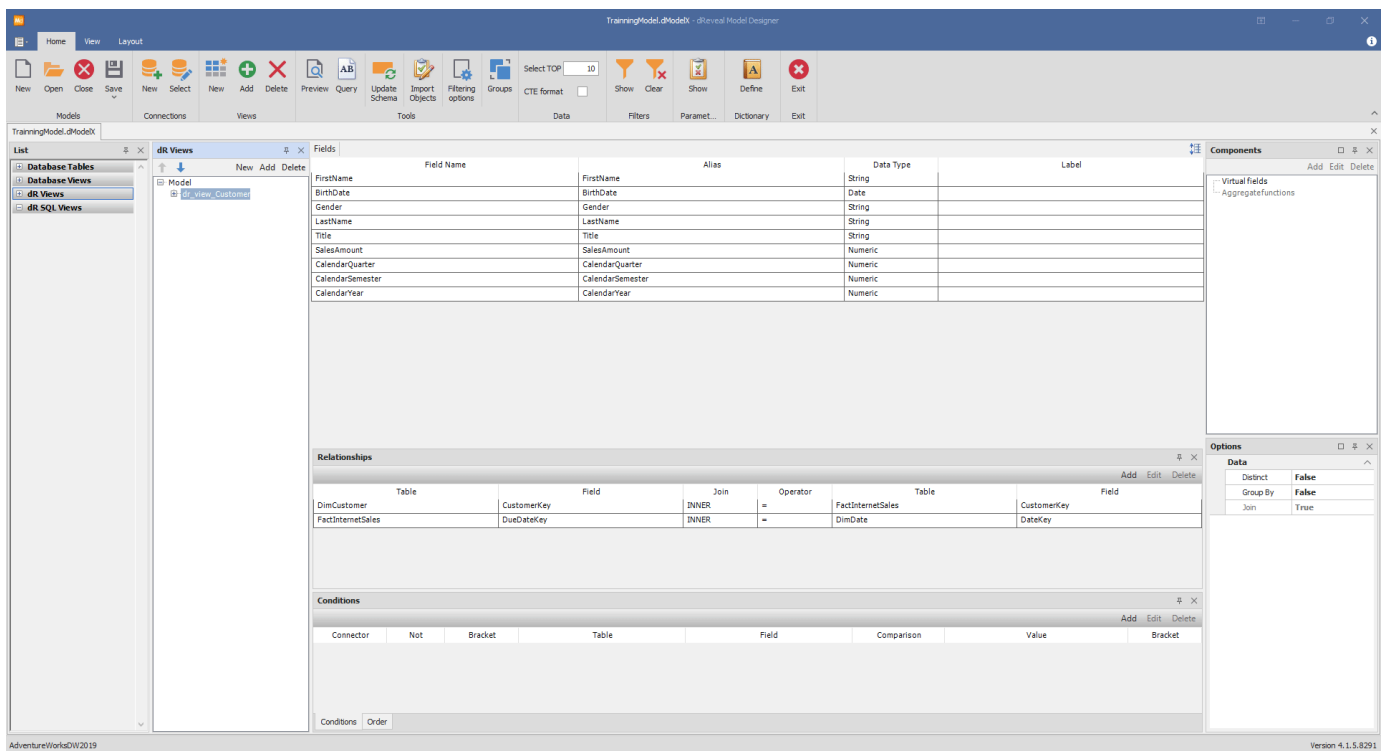 TrainningModel.dModelX - dReveal Model Designer
Home View Layout
New Open Close Save New Select New Add Delete Preview Query Update Schema Import Objects Filtering options Groups Select TOP 10 CTE format Show Clear Show Define Exit
Models Connections Views Tools Data Filters Paramet... Dictionary Exit
TrainningModel.dModelX
List
Database Tables
Database Views
dR Views
dR SQL Views
dR Views
New Add Delete
Model
dr_view_Customer
Fields
Field Name Alias Data Type Label
FirstName FirstName String
BirthDate BirthDate Date
Gender Gender String
LastName LastName String
Title Title String
SalesAmount SalesAmount Numeric
CalendarQuarter CalendarQuarter Numeric
CalendarSemester CalendarSemester Numeric
CalendarYear CalendarYear Numeric
Relationships
Add Edit Delete
Table Field Join Operator Table Field
DimCustomer CustomerKey INNER = FactInternetSales CustomerKey
FactInternetSales DueDateKey INNER = DimDate DateKey
Conditions
Add Edit Delete
Connector Not Bracket Table Field Comparison Value Bracket
Conditions Order
Components
Add Edit Delete
Virtual fields
Aggregatefunctions
Options
Data
Distinct False
Group By False
Join True
AdventureWorksDW2019
Version 4.1.5.8291